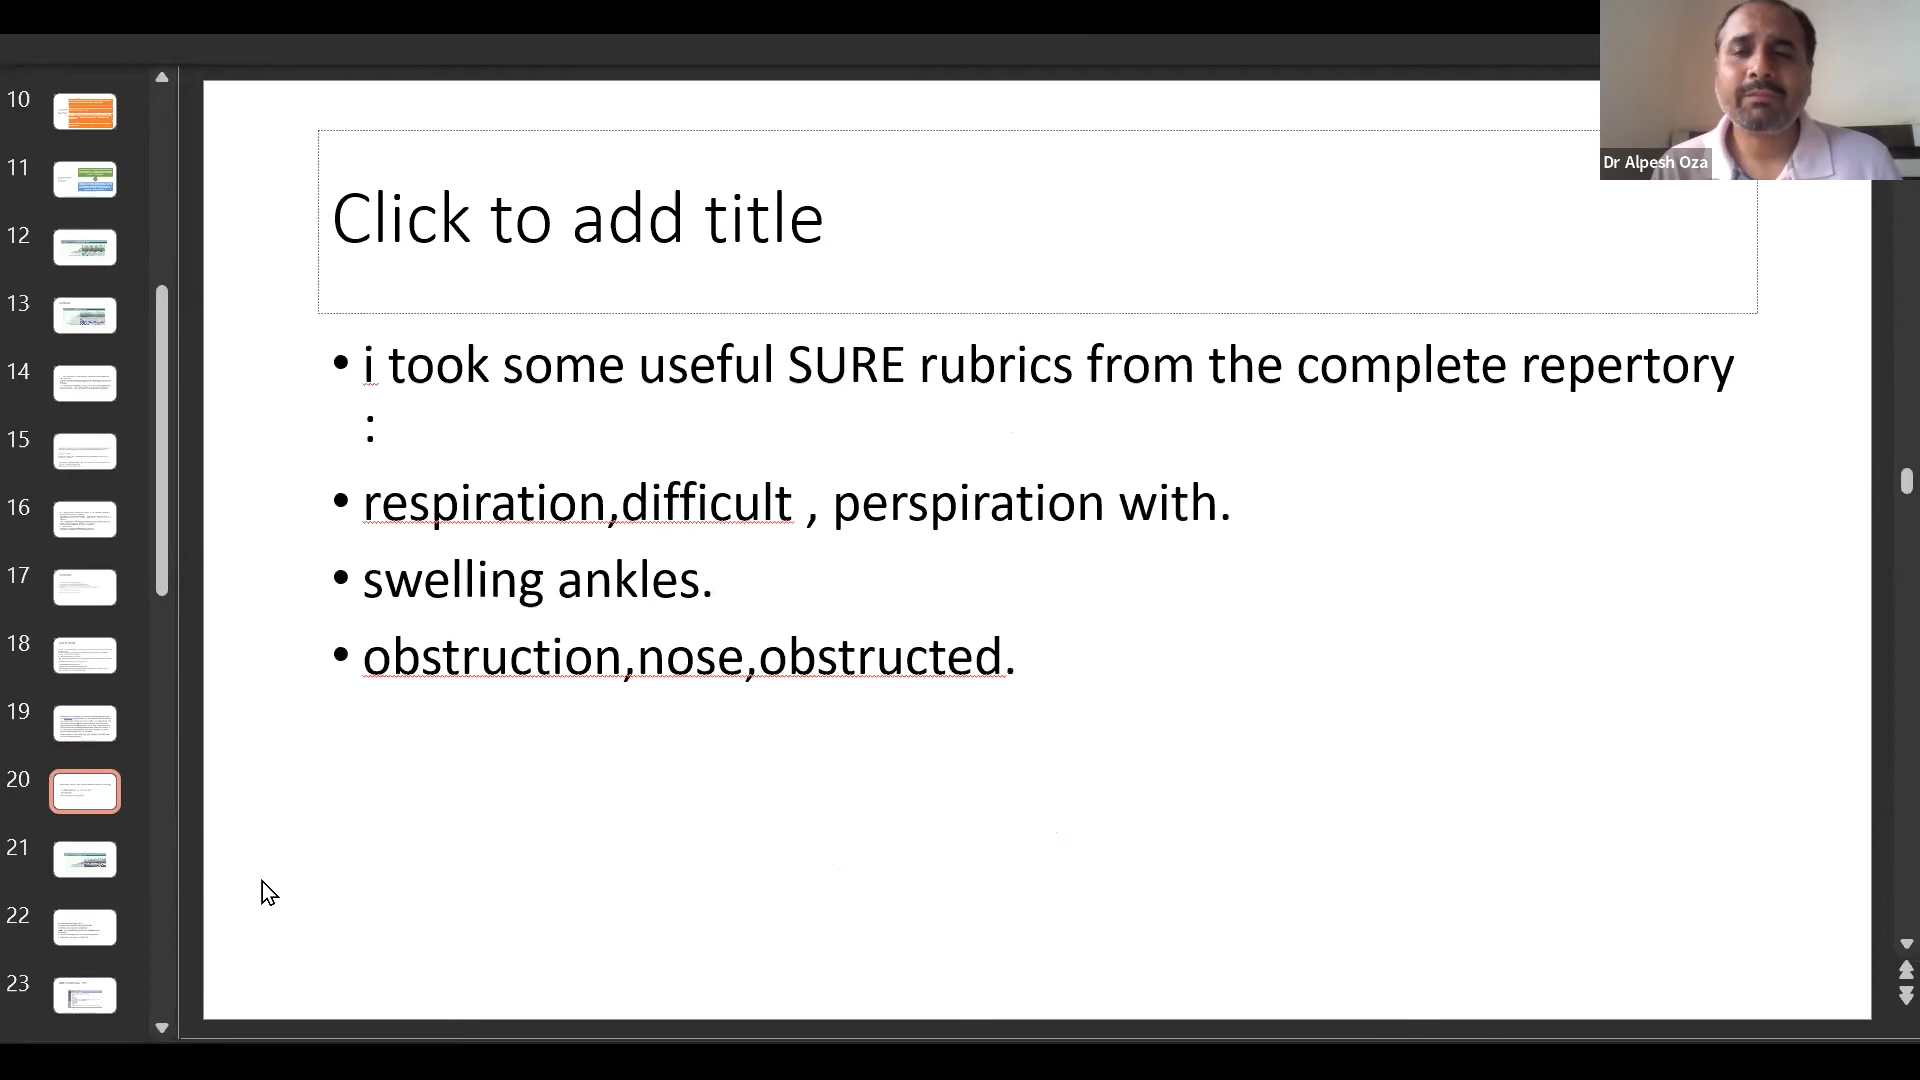 10
11
12
13
14
15
16
17
18
19
20
21
22
23
Click to add title
• i took some useful SURE rubrics from the complete repertory
:
• respiration,difficult , perspiration with.
• swelling ankles.
• obstruction,nose,obstructed.
Dr Alpesh Oza